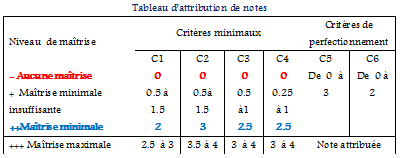 Tableau d'attribution de notes
Niveau de maîtrise Critères minimaux Critères de perfectionnement
C1 C2 C3 C4 C5 C6
– Aucune maîtrise 0 0 0 0 De 0 à 3 De 0 à 2
+ Maîtrise minimale insuffisante 0.5 à 1.5 0.5à 1.5 0.5 à1 0.25 à 1
++Maîtrise minimale 2 3 2.5 2.5
+++ Maîtrise maximale 2.5 à 3 3.5 à 4 3 à 4 3 à 4 Note attribuée